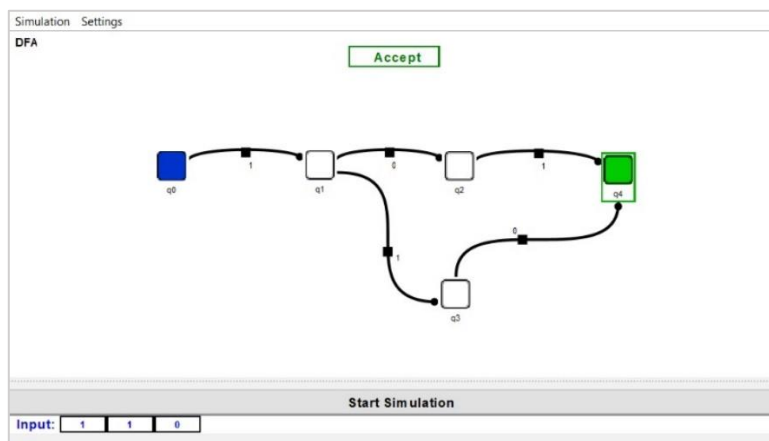 Simulation Settings
DFA
Accept
1
0
1
q0
q1
q2
q4
0
1
q3
Start Simulation
Input: 1 1 0